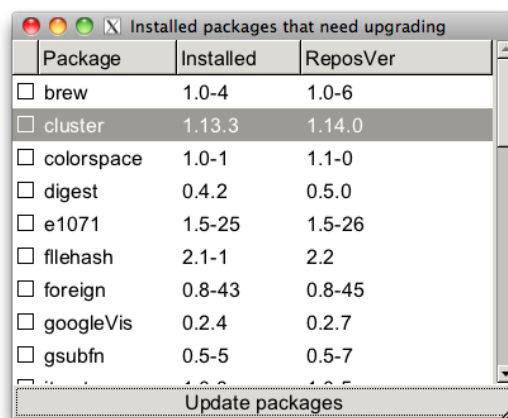 Installed packages that need upgrading
Package Installed ReposVer
brew 1.0-4 1.0-6
cluster 1.13.3 1.14.0
colorspace 1.0-1 1.1-0
digest 0.4.2 0.5.0
e1071 1.5-25 1.5-26
fllehash 2.1-1 2.2
foreign 0.8-43 0.8-45
googleVis 0.2.4 0.2.7
gsubfn 0.5-5 0.5-7
Update packages